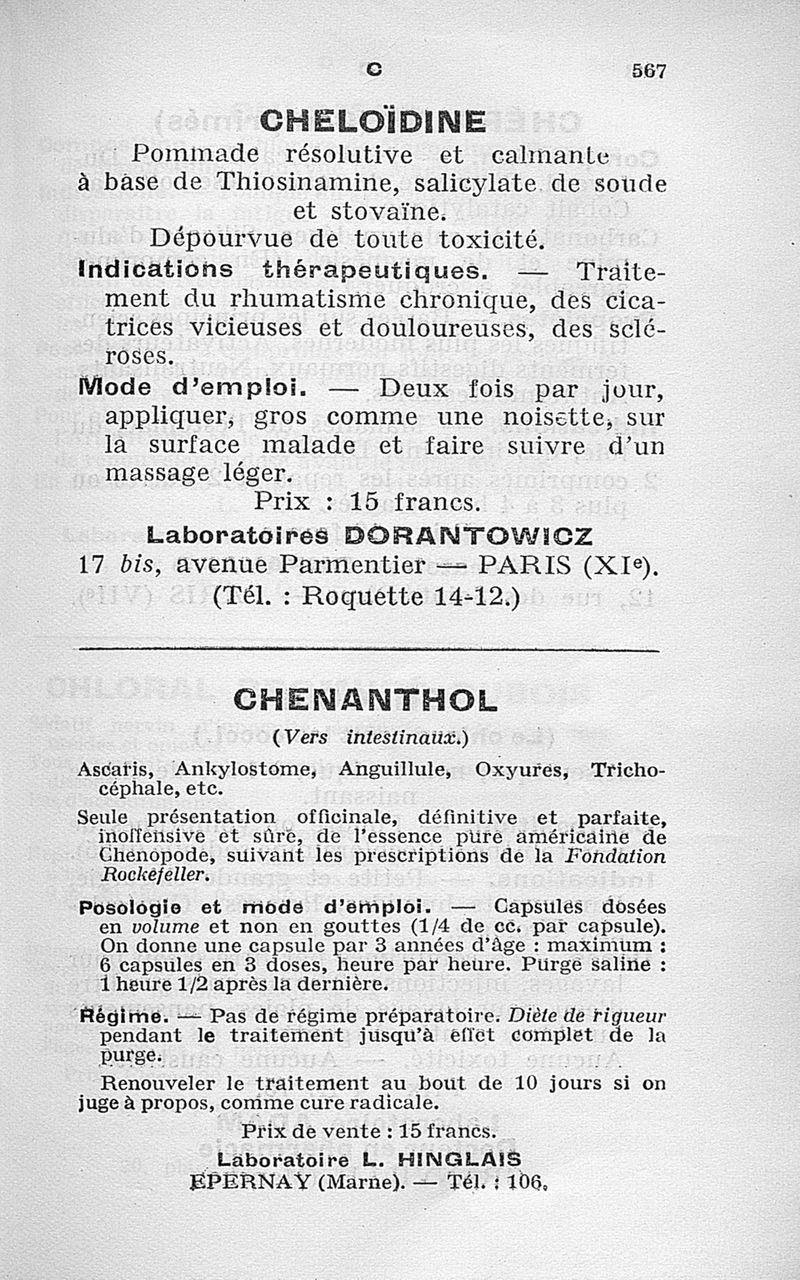 C 567
CHELOÏDINE
Pommade résolutive et calmante
à base de Thiosinamine, salicylate de soude
et stovaïne.
Dépourvue de toute toxicité.
Indications thérapeutiques. — Traite-
ment du rhumatisme chronique, des cica-
trices vicieuses et douloureuses, des sclé-
roses.
Mode d'emploi. — Deux fois par jour,
appliquer, gros comme une noisette, sur
la surface malade et faire suivre d'un
massage léger.
Prix : 15 francs.
Laboratoires DORANTOWICZ
17 bis, avenue Parmentier — PARIS (XIe).
(Tél. : Roquette 14-12.)
CHENANTHOL
(Vers intestinaux.)
Ascaris, Ankylostome, Anguillule, Oxyures, Tricho-
céphale, etc.
Seule présentation officinale, définitive et parfaite,
inoffensive et sûre, de l'essence pure américaine de
Chenopode, suivant les prescriptions de la Fondation
Rockefeller.
Posologie et mode d'emploi. — Capsules dosées
en volume et non en gouttes (1/4 de cc. par capsule).
On donne une capsule par 3 années d'âge : maximum :
6 capsules en 3 doses, heure par heure. Purge saline :
1 heure 1/2 après la dernière.
Régime. — Pas de régime préparatoire. Diète de rigueur
pendant le traitement jusqu'à effet complet de la
purge.
Renouveler le traitement au bout de 10 jours si on
juge à propos, comme cure radicale.
Prix de vente : 15 francs.
Laboratoire L. HINGLAIS
EPERNAY (Marne). — Tél. : 106.